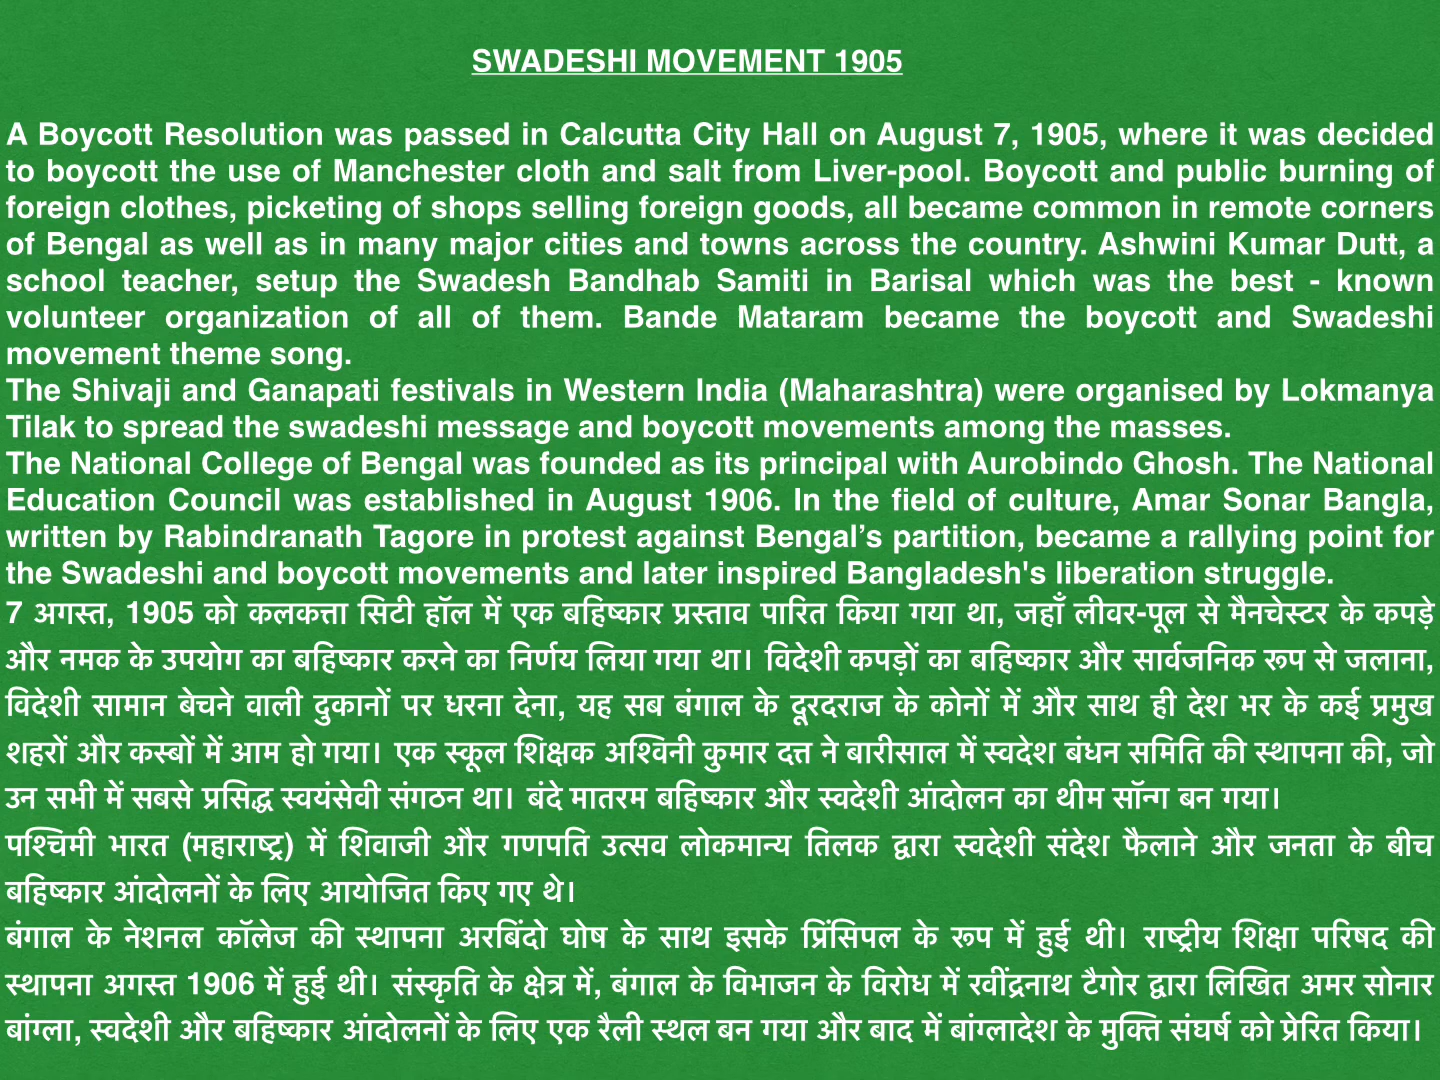 SWADESHI MOVEMENT 1905
A Boycott Resolution was passed in Calcutta City Hall on August 7, 1905, where it was decided
to boycott the use of Manchester cloth and salt from Liver-pool. Boycott and public burning of
foreign clothes, picketing of shops selling foreign goods, all became common in remote corners
of Bengal as well as in many major cities and towns across the country. Ashwini Kumar Dutt, a
school teacher, setup the Swadesh Bandhab Samiti in Barisal which was the best - known
volunteer organization of all of them. Bande Mataram became the boycott and Swadeshi
movement theme song.
The Shivaji and Ganapati festivals in Western India (Maharashtra) were organised by Lokmanya
Tilak to spread the swadeshi message and boycott movements among the masses.
The National College of Bengal was founded as its principal with Aurobindo Ghosh. The National
Education Council was established in August 1906. In the field of culture, Amar Sonar Bangla,
written by Rabindranath Tagore in protest against Bengal’s partition, became a rallying point for
the Swadeshi and boycott movements and later inspired Bangladesh's liberation struggle.
7 अगस्त, 1905 को कलकत्ता सिटी हॉल में एक बहिष्कार प्रस्ताव पारित किया गया था, जहाँ लीवर-पूल से मैनचेस्टर के कपड़े
और नमक के उपयोग का बहिष्कार करने का निर्णय लिया गया था। विदेशी कपड़ों का बहिष्कार और सार्वजनिक रूप से जलाना,
विदेशी सामान बेचने वाली दुकानों पर धरना देना, यह सब बंगाल के दूरदराज के कोनों में और साथ ही देश भर के कई प्रमुख
शहरों और कस्बों में आम हो गया। एक स्कूल शिक्षक अश्विनी कुमार दत्त ने बारीसाल में स्वदेश बंधन समिति की स्थापना की, जो
उन सभी में सबसे प्रसिद्ध स्वयंसेवी संगठन था। बंदे मातरम बहिष्कार और स्वदेशी आंदोलन का थीम सॉन्ग बन गया।
पश्चिमी भारत (महाराष्ट्र) में शिवाजी और गणपति उत्सव लोकमान्य तिलक द्वारा स्वदेशी संदेश फैलाने और जनता के बीच
बहिष्कार आंदोलनों के लिए आयोजित किए गए थे।
बंगाल के नेशनल कॉलेज की स्थापना अरबिंदो घोष के साथ इसके प्रिंसिपल के रूप में हुई थी। राष्ट्रीय शिक्षा परिषद की
स्थापना अगस्त 1906 में हुई थी। संस्कृति के क्षेत्र में, बंगाल के विभाजन के विरोध में रवींद्रनाथ टैगोर द्वारा लिखित अमर सोनार
बांग्ला, स्वदेशी और बहिष्कार आंदोलनों के लिए एक रैली स्थल बन गया और बाद में बांग्लादेश के मुक्ति संघर्ष को प्रेरित किया।